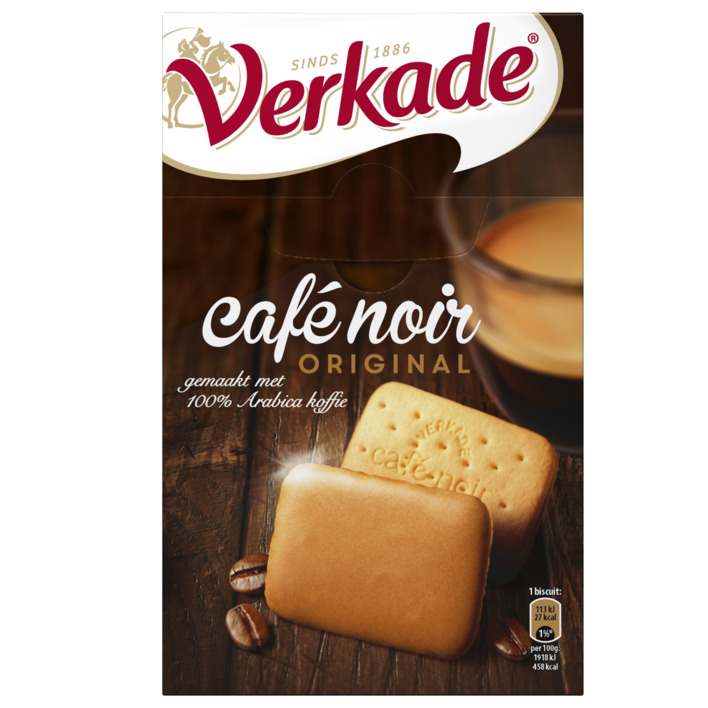 SINDS 1886
Verkade®
café noir
ORIGINAL
gemaakt met
100% Arabica koffie
VERKADE
café noir
1 biscuit:
113 kJ
27 kcal
1%*
per 100g:
1918 kJ
458 kcal